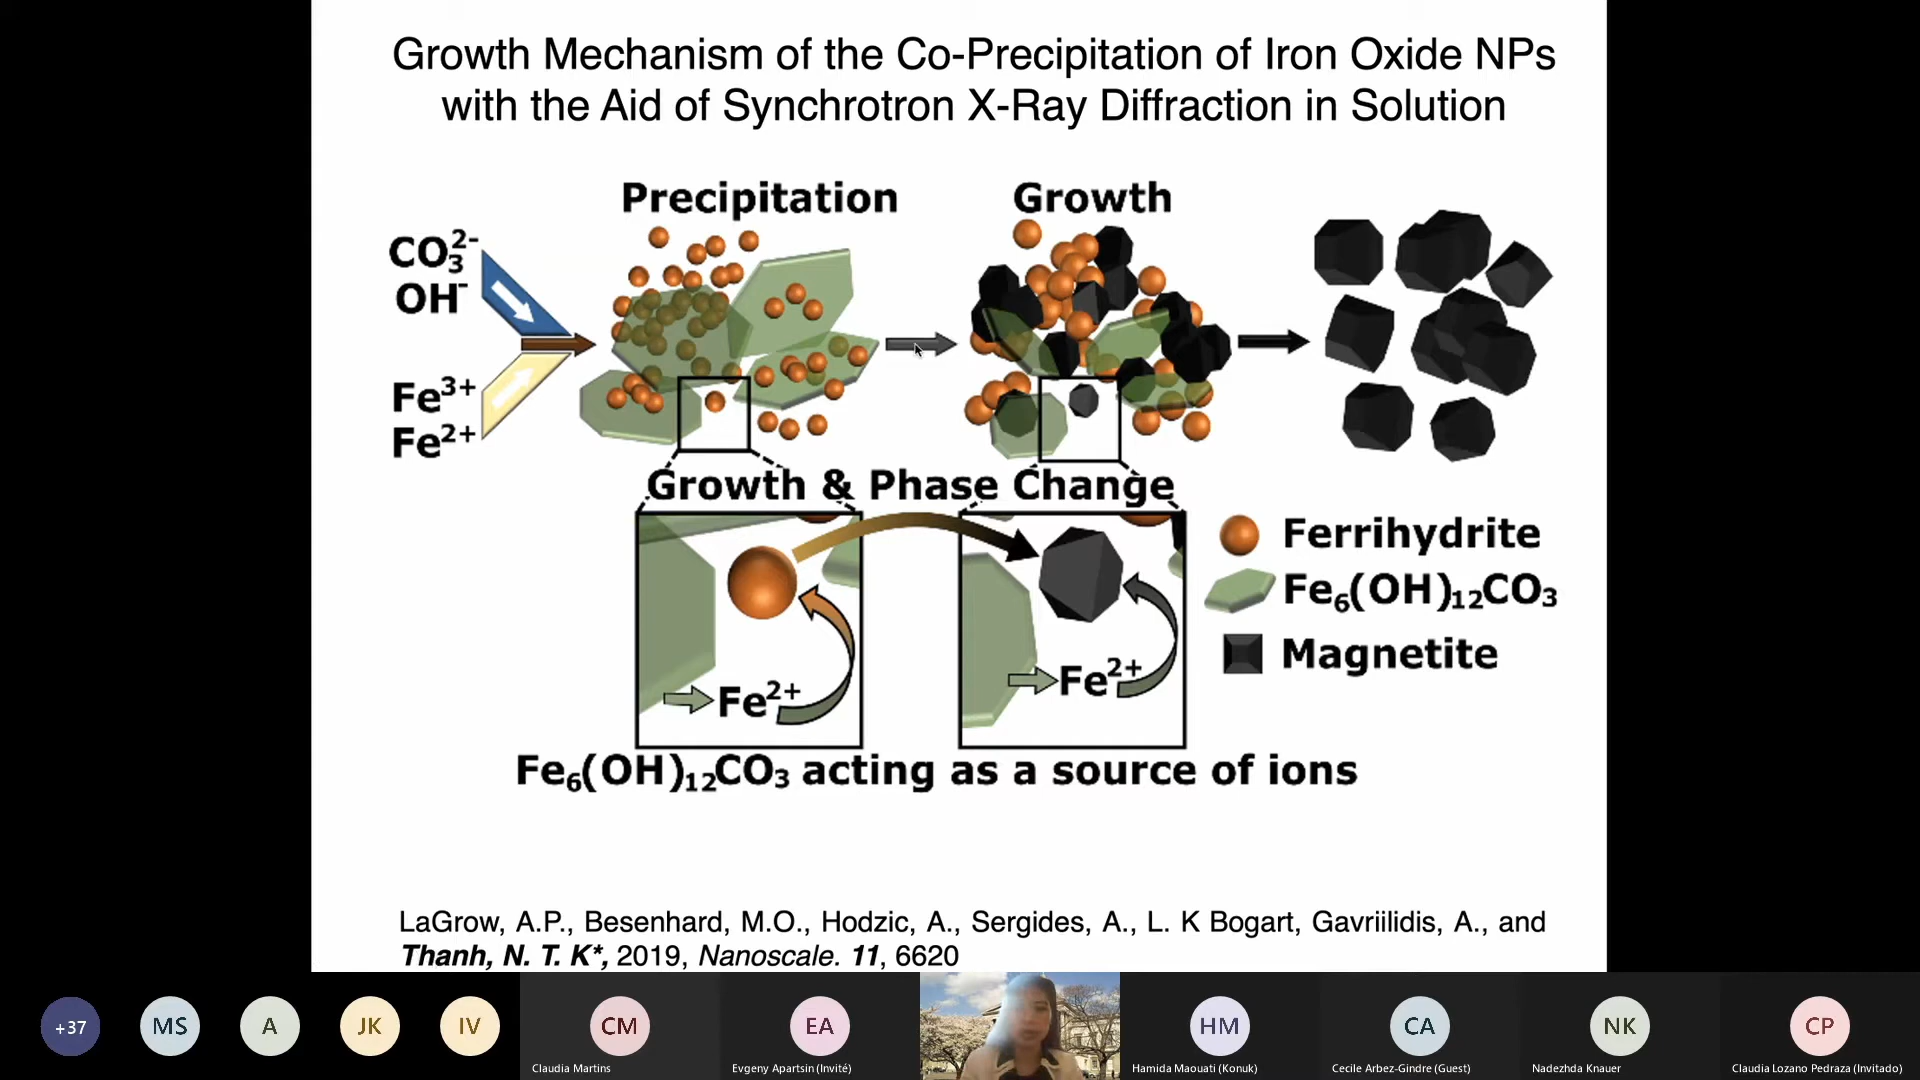 Growth Mechanism of the Co-Precipitation of Iron Oxide NPs
with the Aid of Synchrotron X-Ray Diffraction in Solution
Precipitation
Growth
CO₃²⁻
OH⁻
Fe³⁺
Fe²⁺
Growth & Phase Change
Fe²⁺
Fe²⁺
Ferrihydrite
Fe₆(OH)₁₂CO₃
Magnetite
Fe₆(OH)₁₂CO₃ acting as a source of ions
LaGrow, A.P., Besenhard, M.O., Hodzic, A., Sergides, A., L. K Bogart, Gavriilidis, A., and
Thanh, N. T. K*, 2019, Nanoscale. 11, 6620
+37
MS
A
JK
IV
CM
EA
HM
CA
NK
CP
Claudia Martins
Evgeny Apartsin (Invité)
Hamida Maouati (Konuk)
Cecile Arbez-Gindre (Guest)
Nadezhda Knauer
Claudia Lozano Pedraza (Invitado)